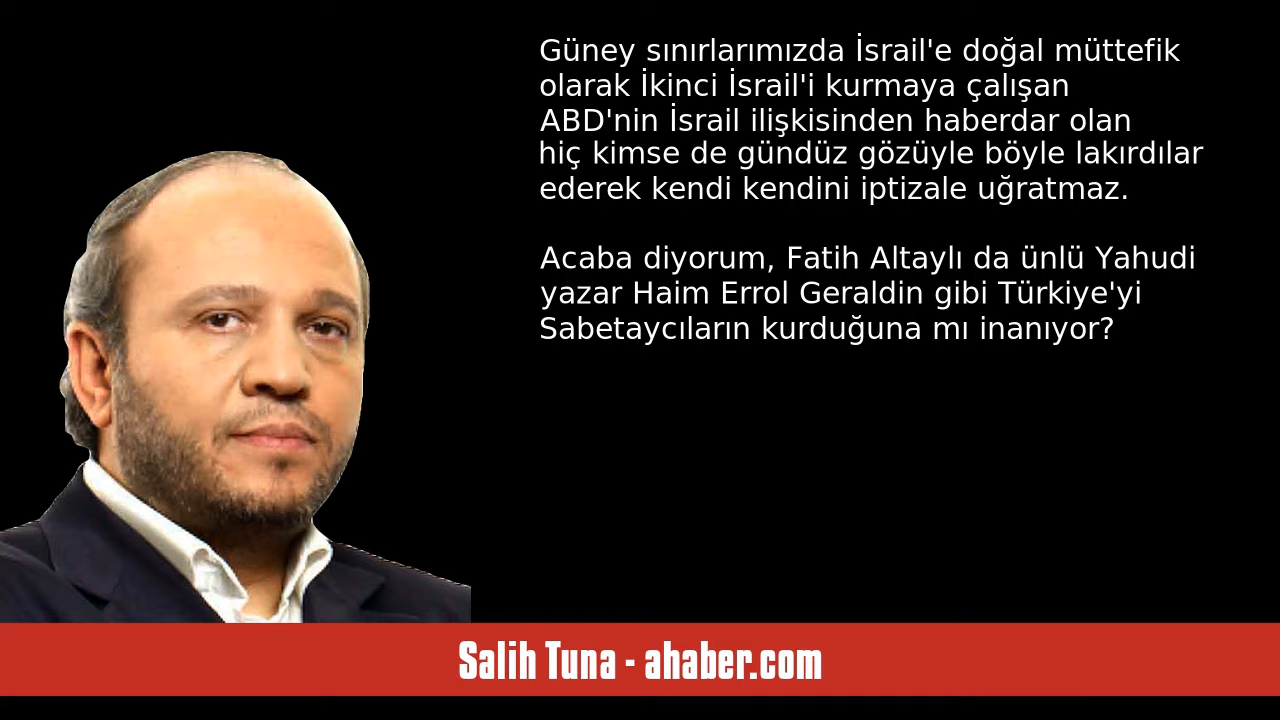 Güney sınırlarımızda İsrail'e doğal müttefik
olarak İkinci İsrail'i kurmaya çalışan
ABD'nin İsrail ilişkisinden haberdar olan
hiç kimse de gündüz gözüyle böyle lakırdılar
ederek kendi kendini iptizale uğratmaz.
Acaba diyorum, Fatih Altaylı da ünlü Yahudi
yazar Haim Errol Geraldin gibi Türkiye'yi
Sabetaycıların kurduğuna mı inanıyor?
Salih Tuna - ahaber.com